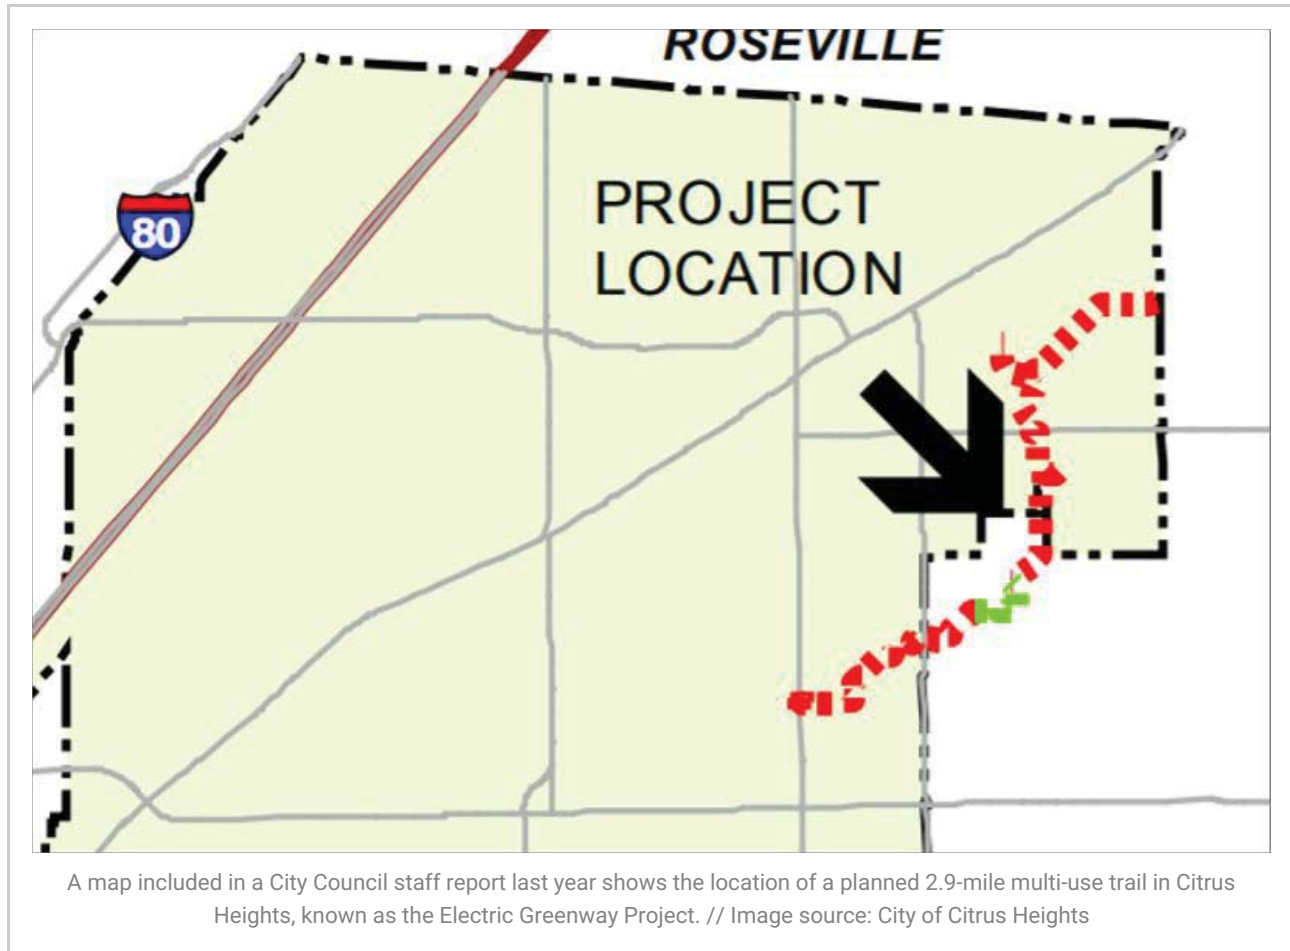 ROSEVILLE
80
PROJECT
LOCATION
A map included in a City Council staff report last year shows the location of a planned 2.9-mile multi-use trail in Citrus
Heights, known as the Electric Greenway Project. // Image source: City of Citrus Heights